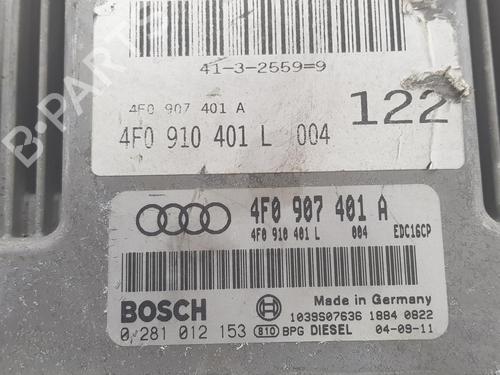 B-PARTS
41-3-2559=9
4F0 907 401 A
122
4F0 910 401 L 004
4F0 907 401 A
4F0 910 401 L 004 EDC16CP
BOSCH
Made in Germany
1039S07636 1884 0822
0 281 012 153 810 BPG DIESEL 04-09-11